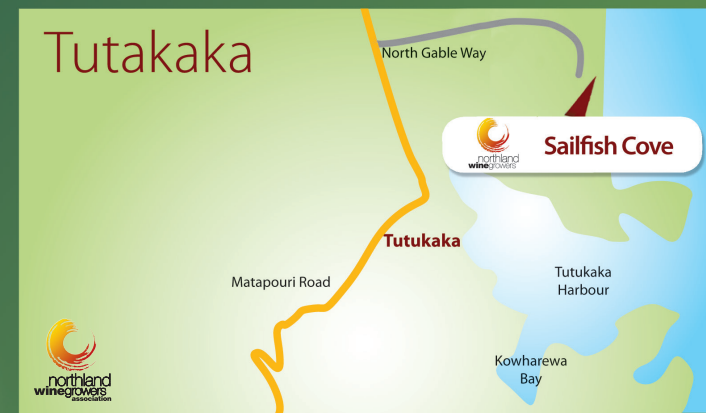 Tutakaka
North Gable Way
northland
winegrowers
Sailfish Cove
Tutukaka
Matapouri Road
Tutukaka
Harbour
Kowharewa
Bay
northland
winegrowers
association